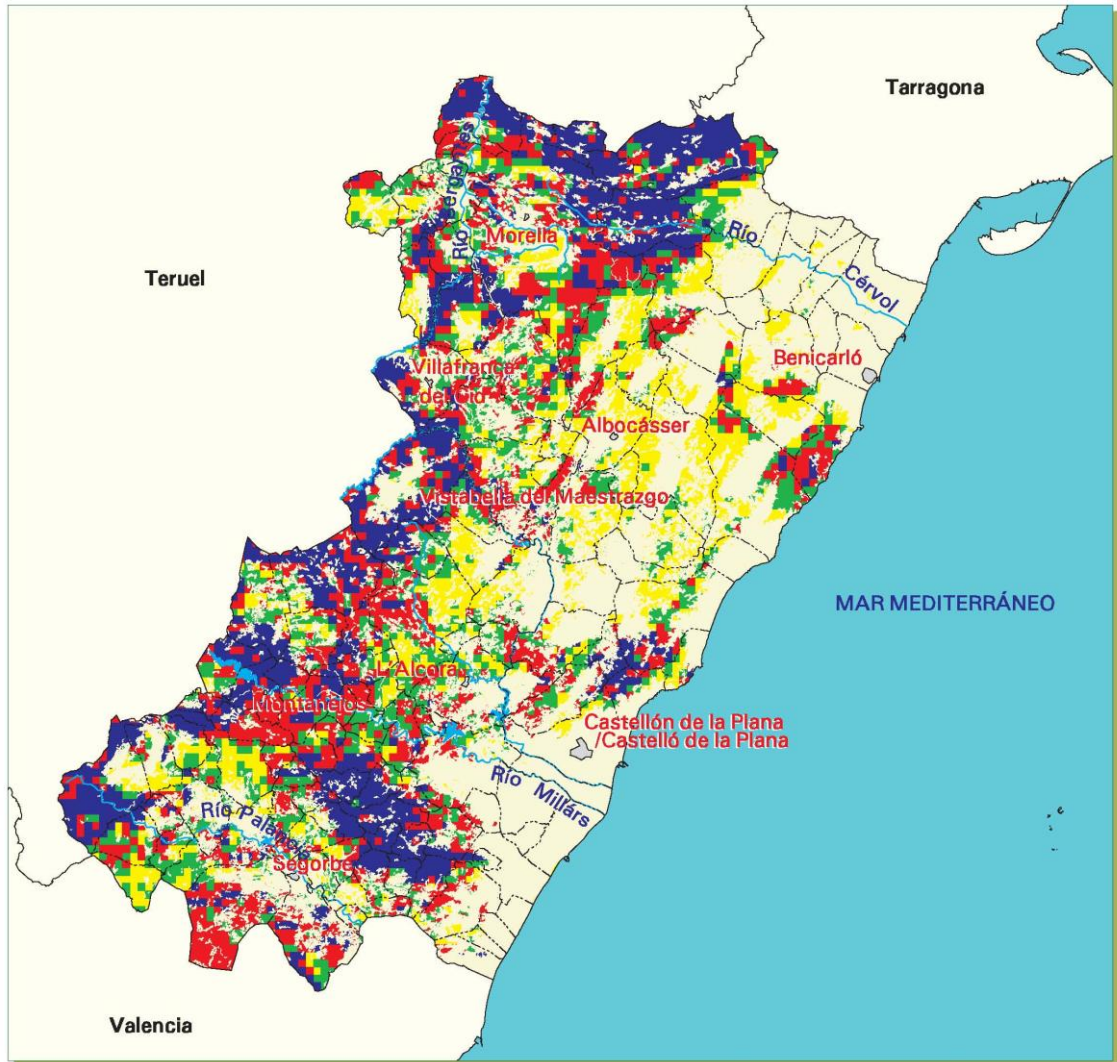 Tarragona
Río Bergantes
Morella
Río
Cérvol
Teruel
Benicarló
Villafranca
del Cid
Albocásser
Vistabella del Maestrazgo
MAR MEDITERRÁNEO
L'Alcora
Montanejos
Castellón de la Plana
/Castelló de la Plana
Río Millárs
Río Palancia
Segorbe
Valencia